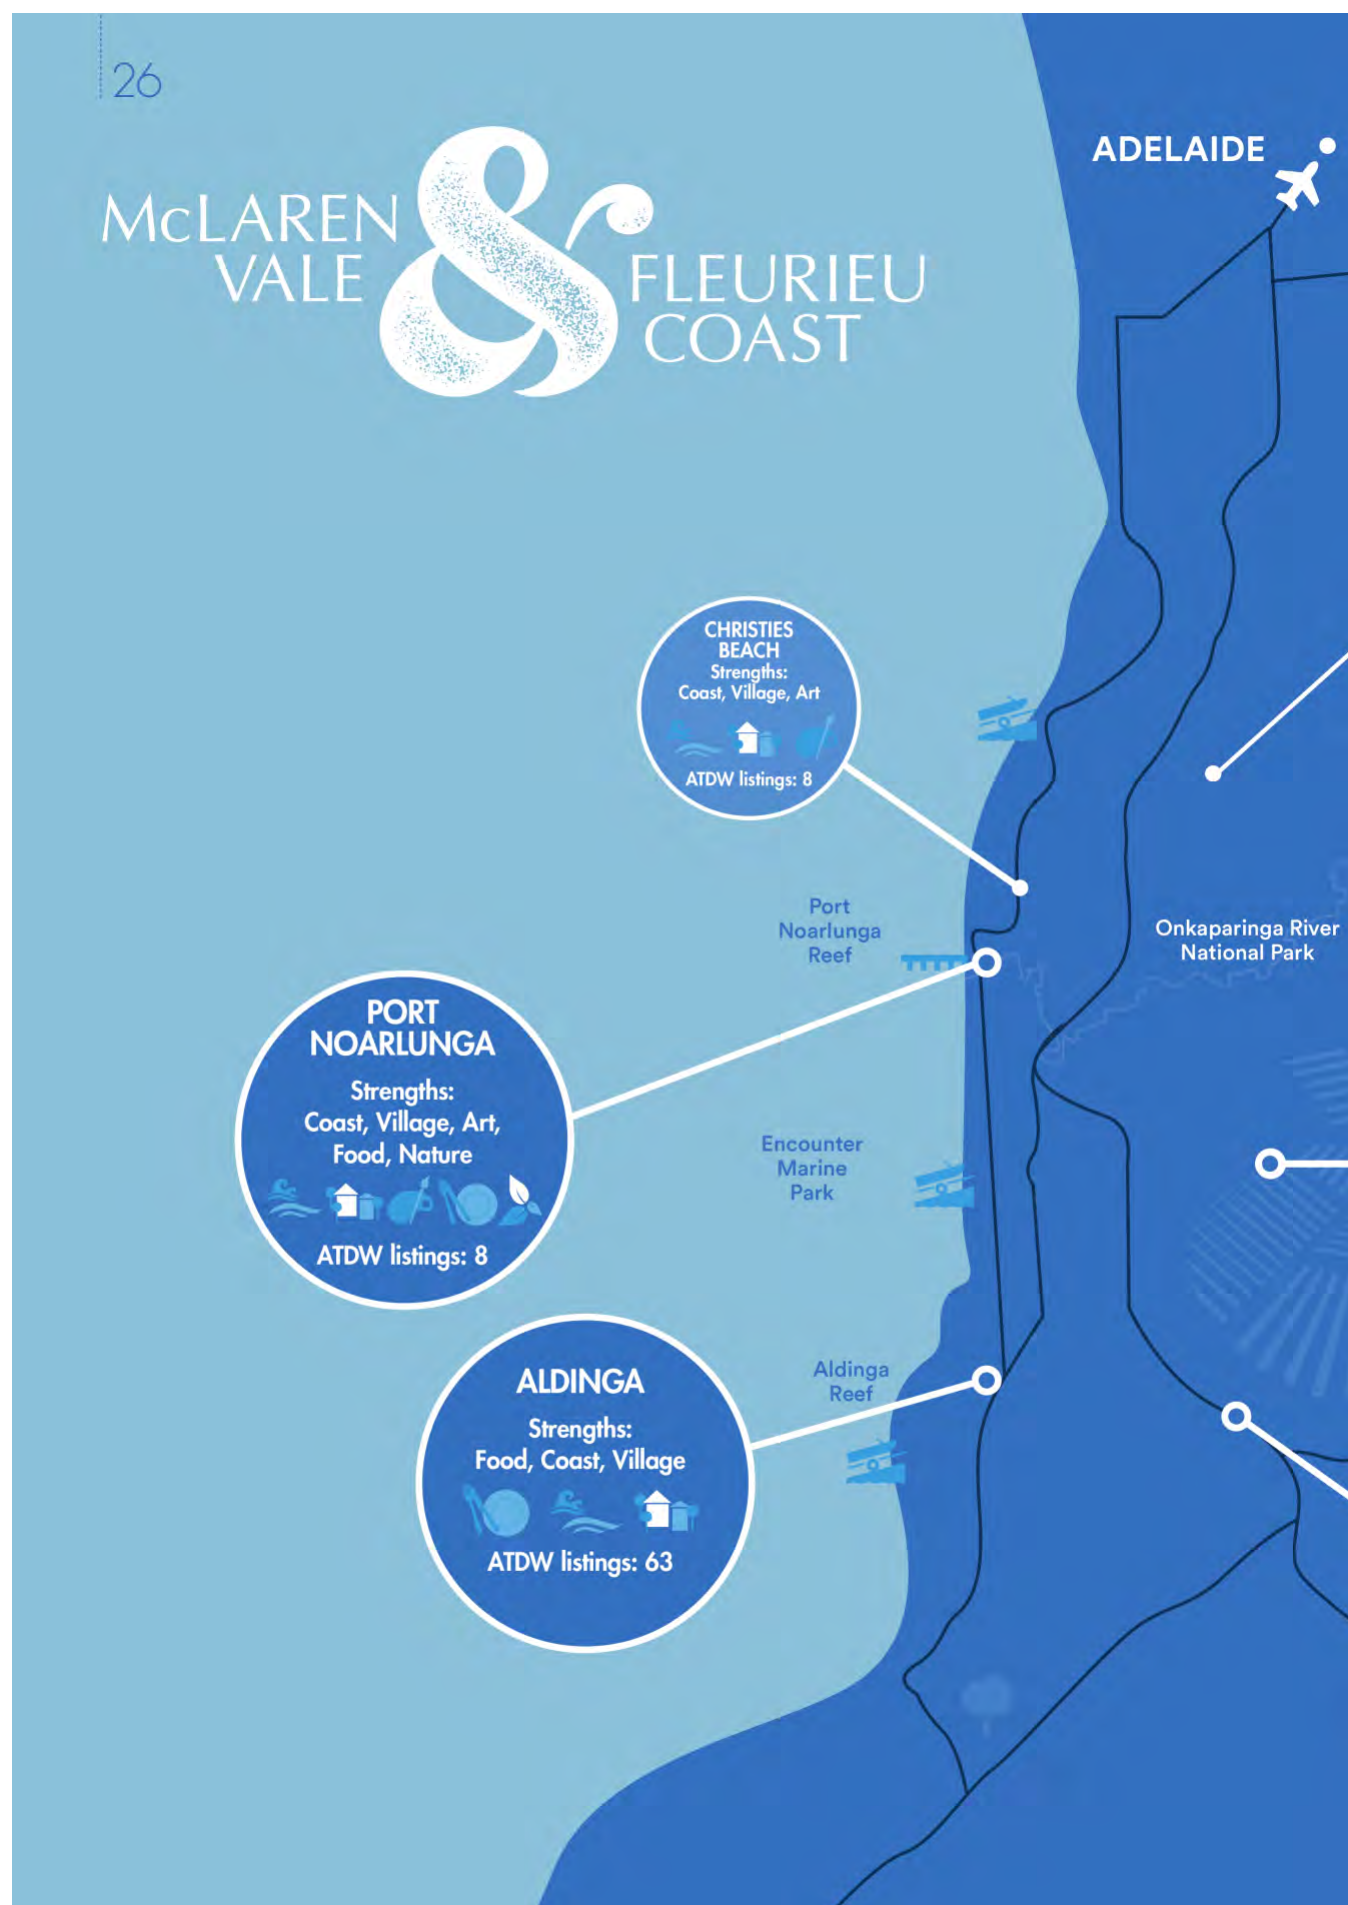 26
McLAREN
VALE
&
FLEURIEU
COAST
ADELAIDE
CHRISTIES
BEACH
Strengths:
Coast, Village, Art
ATDW listings: 8
Port
Noarlunga
Reef
Onkaparinga River
National Park
PORT
NOARLUNGA
Strengths:
Coast, Village, Art,
Food, Nature
ATDW listings: 8
Encounter
Marine
Park
ALDINGA
Strengths:
Food, Coast, Village
ATDW listings: 63
Aldinga
Reef